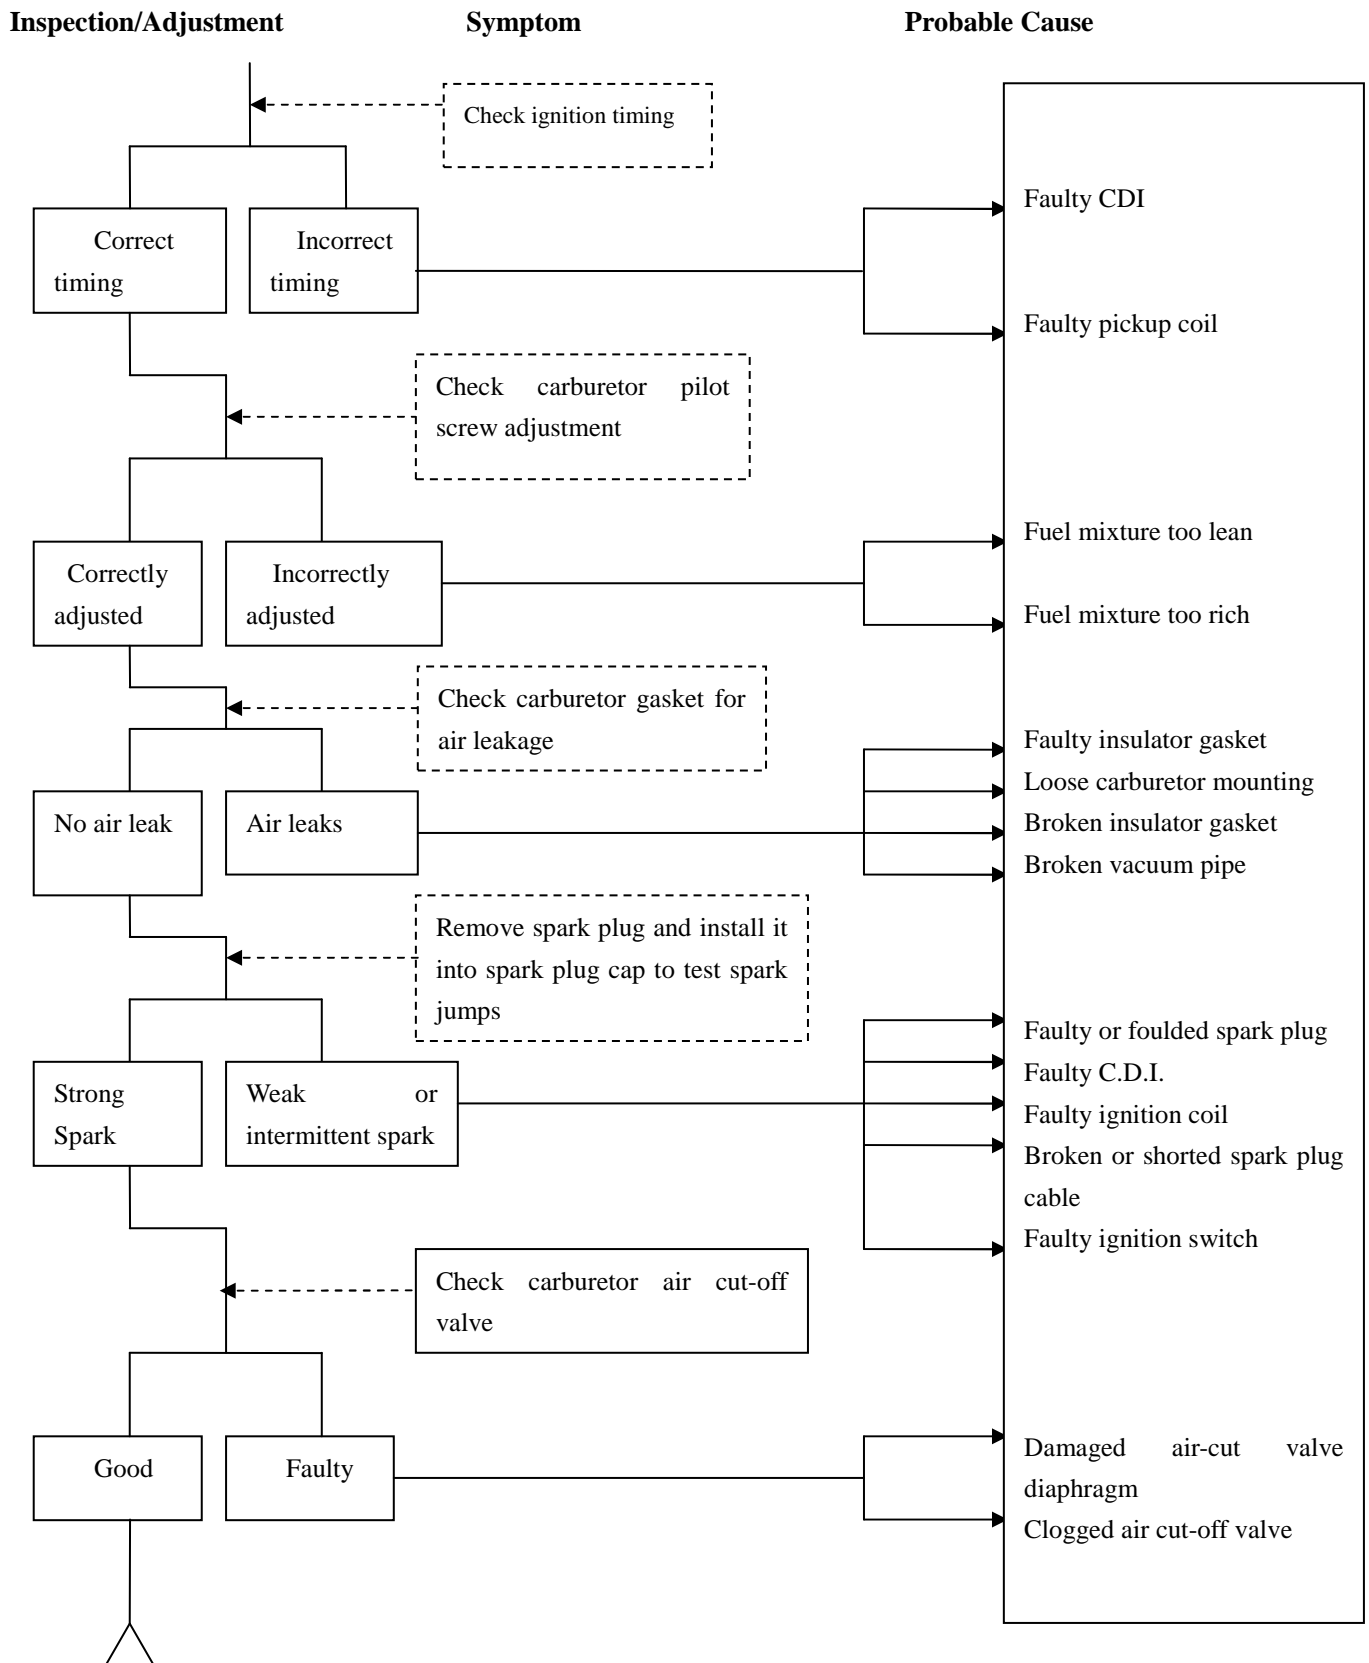 Inspection/Adjustment Symptom Probable Cause
Check ignition timing
Correct
timing
Incorrect
timing
Faulty CDI
Faulty pickup coil
Check carburetor pilot
screw adjustment
Correctly
adjusted
Incorrectly
adjusted
Fuel mixture too lean
Fuel mixture too rich
Check carburetor gasket for
air leakage
No air leak
Air leaks
Faulty insulator gasket
Loose carburetor mounting
Broken insulator gasket
Broken vacuum pipe
Remove spark plug and install it
into spark plug cap to test spark
jumps
Strong
Spark
Weak or
intermittent spark
Faulty or foulded spark plug
Faulty C.D.I.
Faulty ignition coil
Broken or shorted spark plug
cable
Faulty ignition switch
Check carburetor air cut-off
valve
Good
Faulty
Damaged air-cut valve
diaphragm
Clogged air cut-off valve